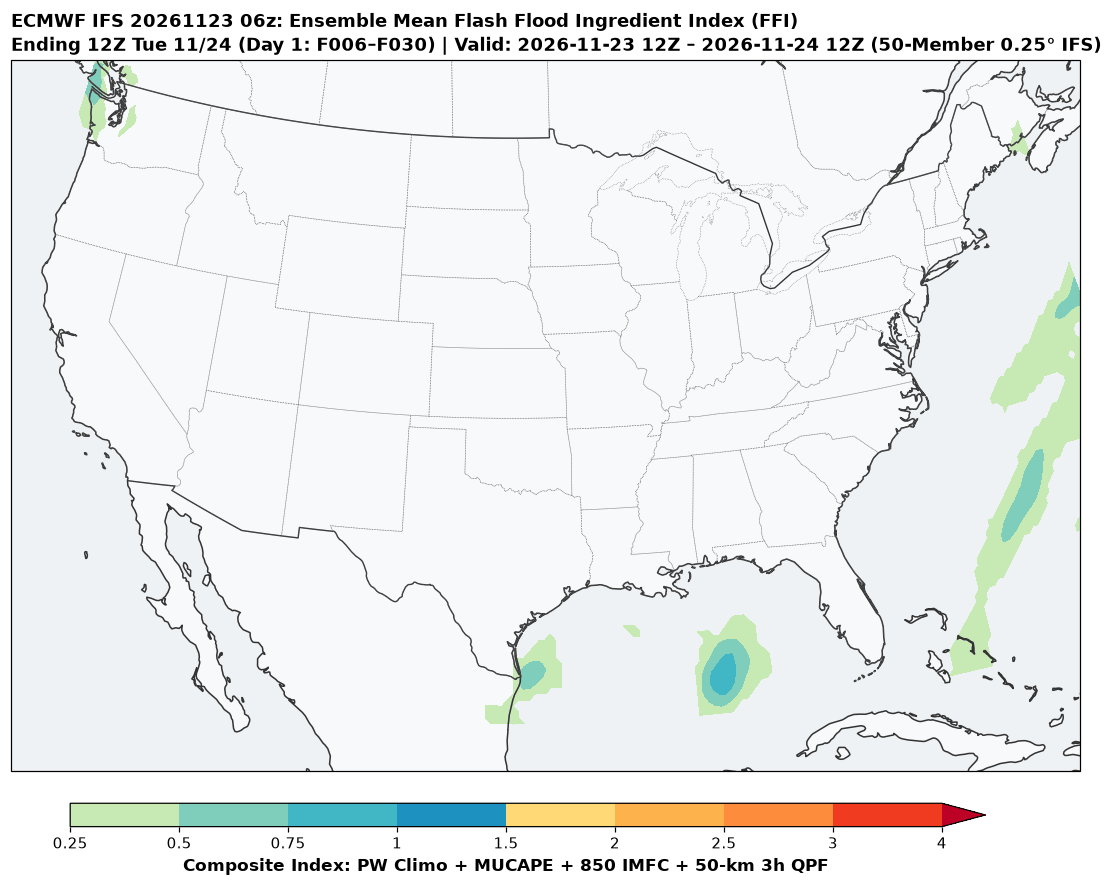 ECMWF IFS 20261123 06z: Ensemble Mean Flash Flood Ingredient Index (FFI)
Ending 12Z Tue 11/24 (Day 1: F006–F030) | Valid: 2026-11-23 12Z – 2026-11-24 12Z (50-Member 0.25° IFS)
0.25 0.5 0.75 1 1.5 2 2.5 3 4
Composite Index: PW Climo + MUCAPE + 850 IMFC + 50-km 3h QPF